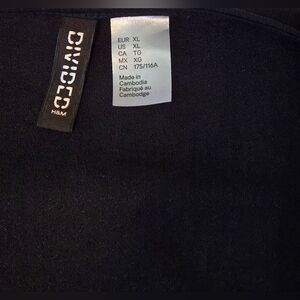 DIVIDED
H&M
EUR XL
US XL
CA TG
MX XG
CN 175/116A
Made in
Cambodia
Fabriqué au
Cambodge